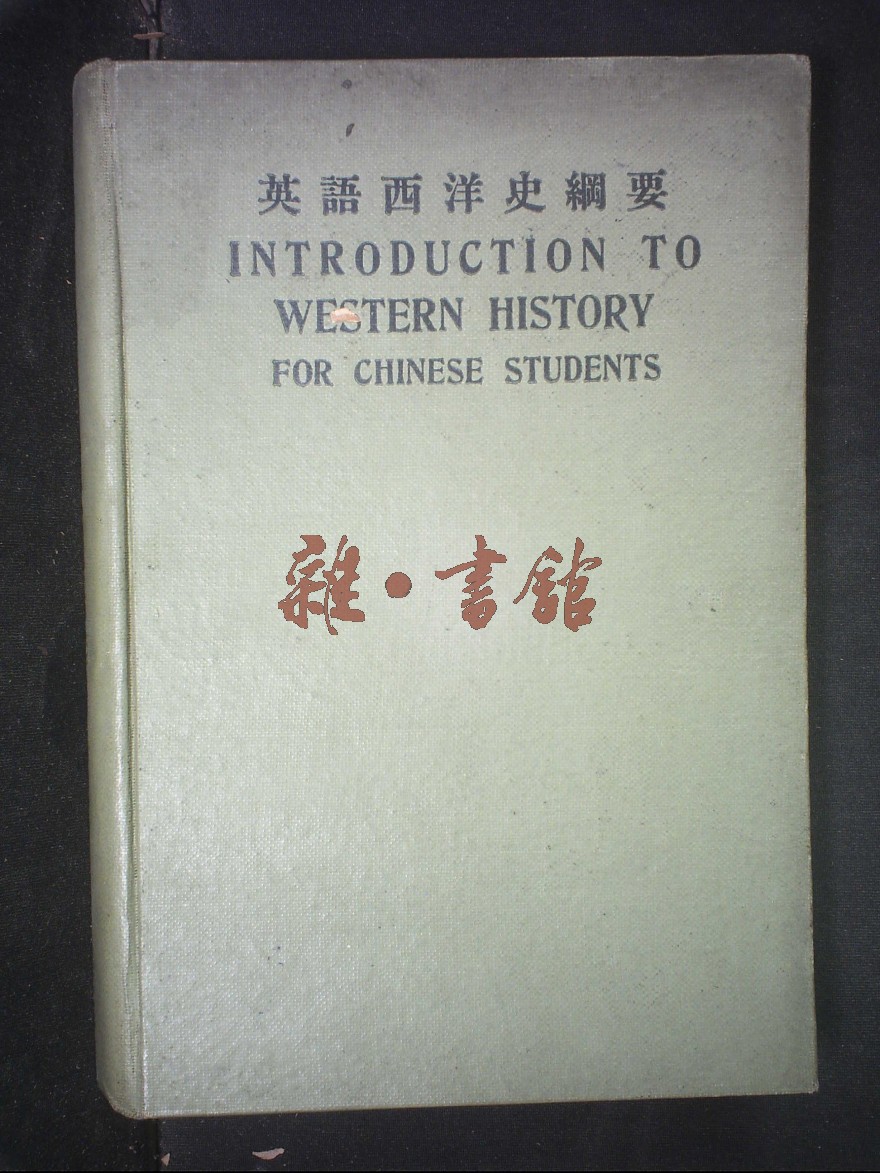 英語西洋史綱要
INTRODUCTION TO
WESTERN HISTORY
FOR CHINESE STUDENTS
雜·書館